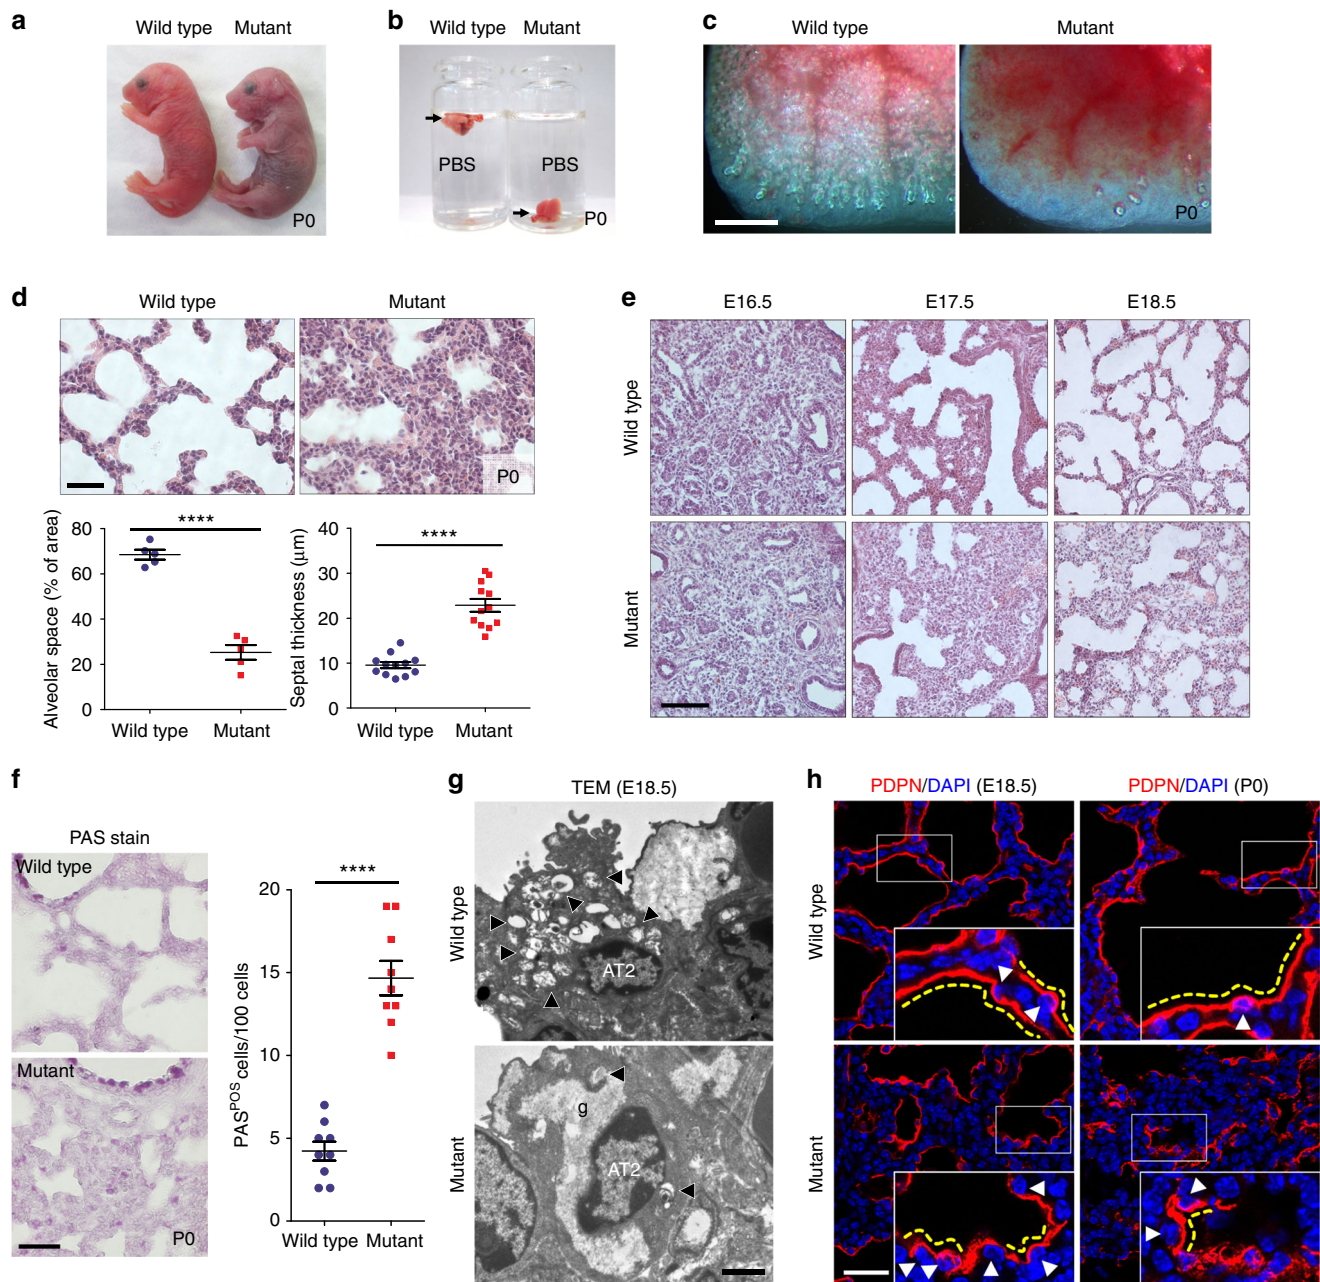 a
Wild type Mutant
P0
b
Wild type Mutant
PBS PBS
P0
c
Wild type Mutant
P0
d
Wild type Mutant
P0
Alveolar space (% of area)
80
60
40
20
0
****
Wild type Mutant
Septal thickness (μm)
40
30
20
10
0
****
Wild type Mutant
e
E16.5 E17.5 E18.5
Wild type
Mutant
f
PAS stain
Wild type
Mutant
P0
PAS^POS cells/100 cells
20
15
10
5
0
****
Wild type Mutant
g
TEM (E18.5)
Wild type
AT2
Mutant
g
AT2
h
PDPN/DAPI (E18.5) PDPN/DAPI (P0)
Wild type
Mutant